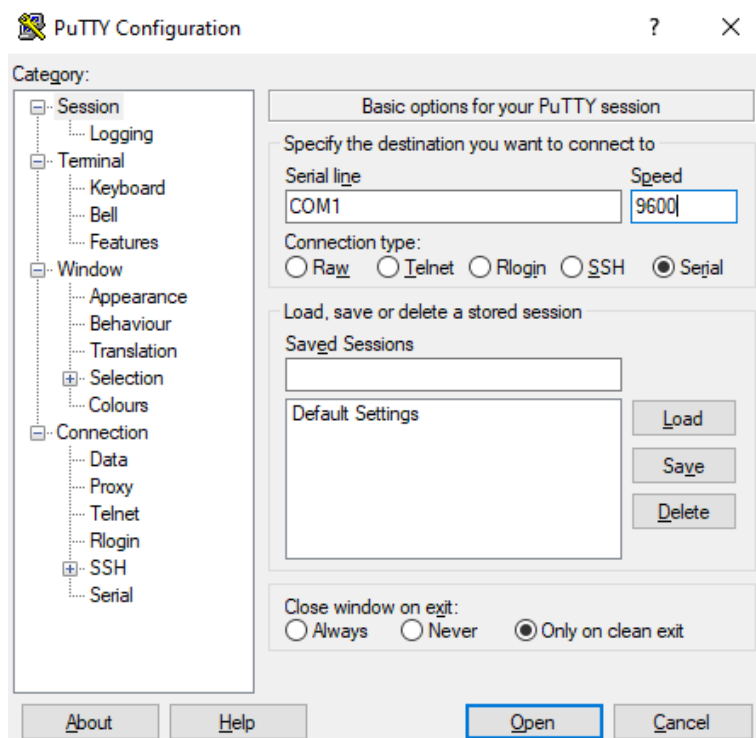 PuTTY Configuration
?
Category:
Session
Logging
Terminal
Keyboard
Bell
Features
Window
Appearance
Behaviour
Translation
Selection
Colours
Connection
Data
Proxy
Telnet
Rlogin
SSH
Serial
Basic options for your PuTTY session
Specify the destination you want to connect to
Serial line Speed
COM1 9600
Connection type:
Raw Telnet Rlogin SSH Serial
Load, save or delete a stored session
Saved Sessions
Default Settings
Load
Save
Delete
Close window on exit:
Always Never Only on clean exit
About Help Open Cancel